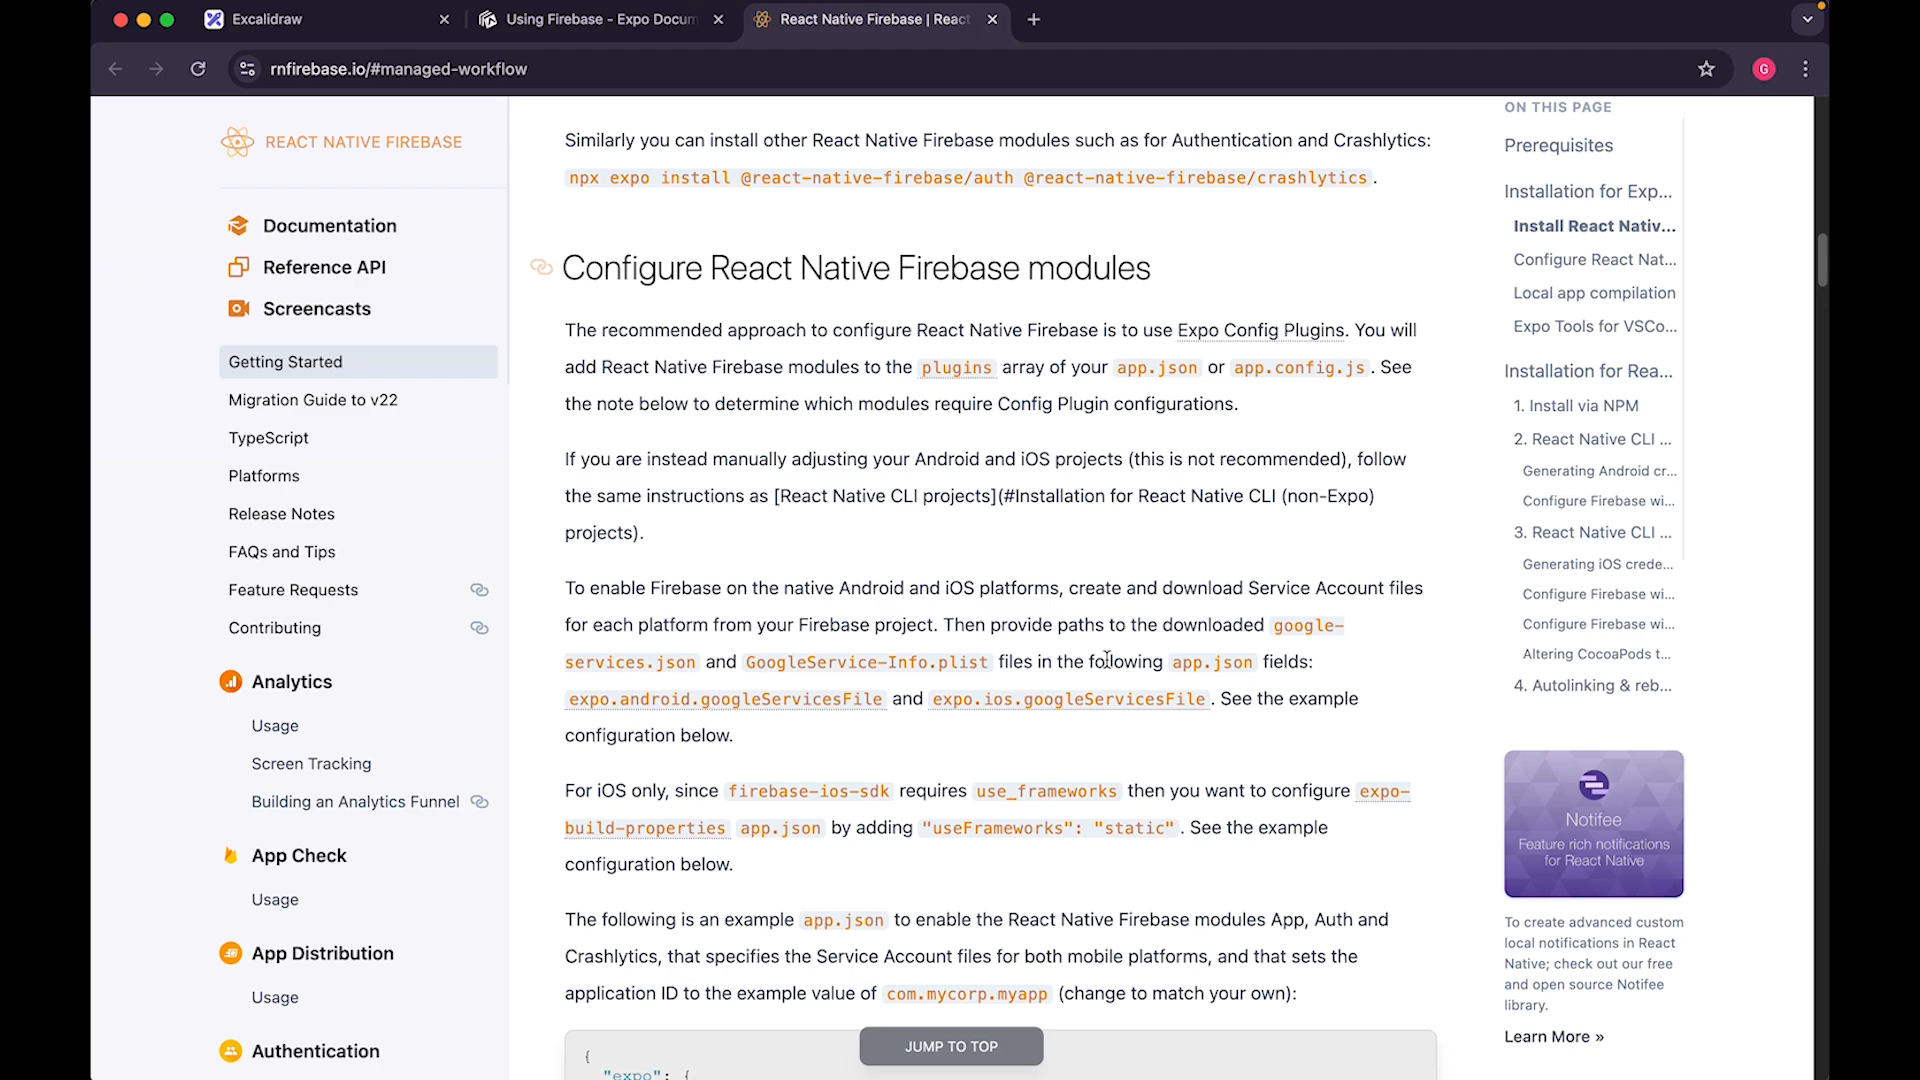 Excalidraw
Using Firebase - Expo Docum
React Native Firebase | React
rnfirebase.io/#managed-workflow
G
REACT NATIVE FIREBASE
Documentation
Reference API
Screencasts
Getting Started
Migration Guide to v22
TypeScript
Platforms
Release Notes
FAQs and Tips
Feature Requests
Contributing
Analytics
Usage
Screen Tracking
Building an Analytics Funnel
App Check
Usage
App Distribution
Usage
Authentication
Similarly you can install other React Native Firebase modules such as for Authentication and Crashlytics:
npx expo install @react-native-firebase/auth @react-native-firebase/crashlytics.
Configure React Native Firebase modules
The recommended approach to configure React Native Firebase is to use Expo Config Plugins. You will
add React Native Firebase modules to the plugins array of your app.json or app.config.js. See
the note below to determine which modules require Config Plugin configurations.
If you are instead manually adjusting your Android and iOS projects (this is not recommended), follow
the same instructions as [React Native CLI projects](#Installation for React Native CLI (non-Expo)
projects).
To enable Firebase on the native Android and iOS platforms, create and download Service Account files
for each platform from your Firebase project. Then provide paths to the downloaded google-
services.json and GoogleService-Info.plist files in the following app.json fields:
expo.android.googleServicesFile and expo.ios.googleServicesFile. See the example
configuration below.
For iOS only, since firebase-ios-sdk requires use_frameworks then you want to configure expo-
build-properties app.json by adding "useFrameworks": "static". See the example
configuration below.
The following is an example app.json to enable the React Native Firebase modules App, Auth and
Crashlytics, that specifies the Service Account files for both mobile platforms, and that sets the
application ID to the example value of com.mycorp.myapp (change to match your own):
{
"expo": {
JUMP TO TOP
ON THIS PAGE
Prerequisites
Installation for Exp...
Install React Nativ...
Configure React Nat...
Local app compilation
Expo Tools for VSCo...
Installation for Rea...
1. Install via NPM
2. React Native CLI ...
Generating Android cr...
Configure Firebase wi...
3. React Native CLI ...
Generating iOS crede...
Configure Firebase wi...
Configure Firebase wi...
Altering CocoaPods t...
4. Autolinking & reb...
Notifee
Feature rich notifications
for React Native
To create advanced custom
local notifications in React
Native; check out our free
and open source Notifee
library.
Learn More »